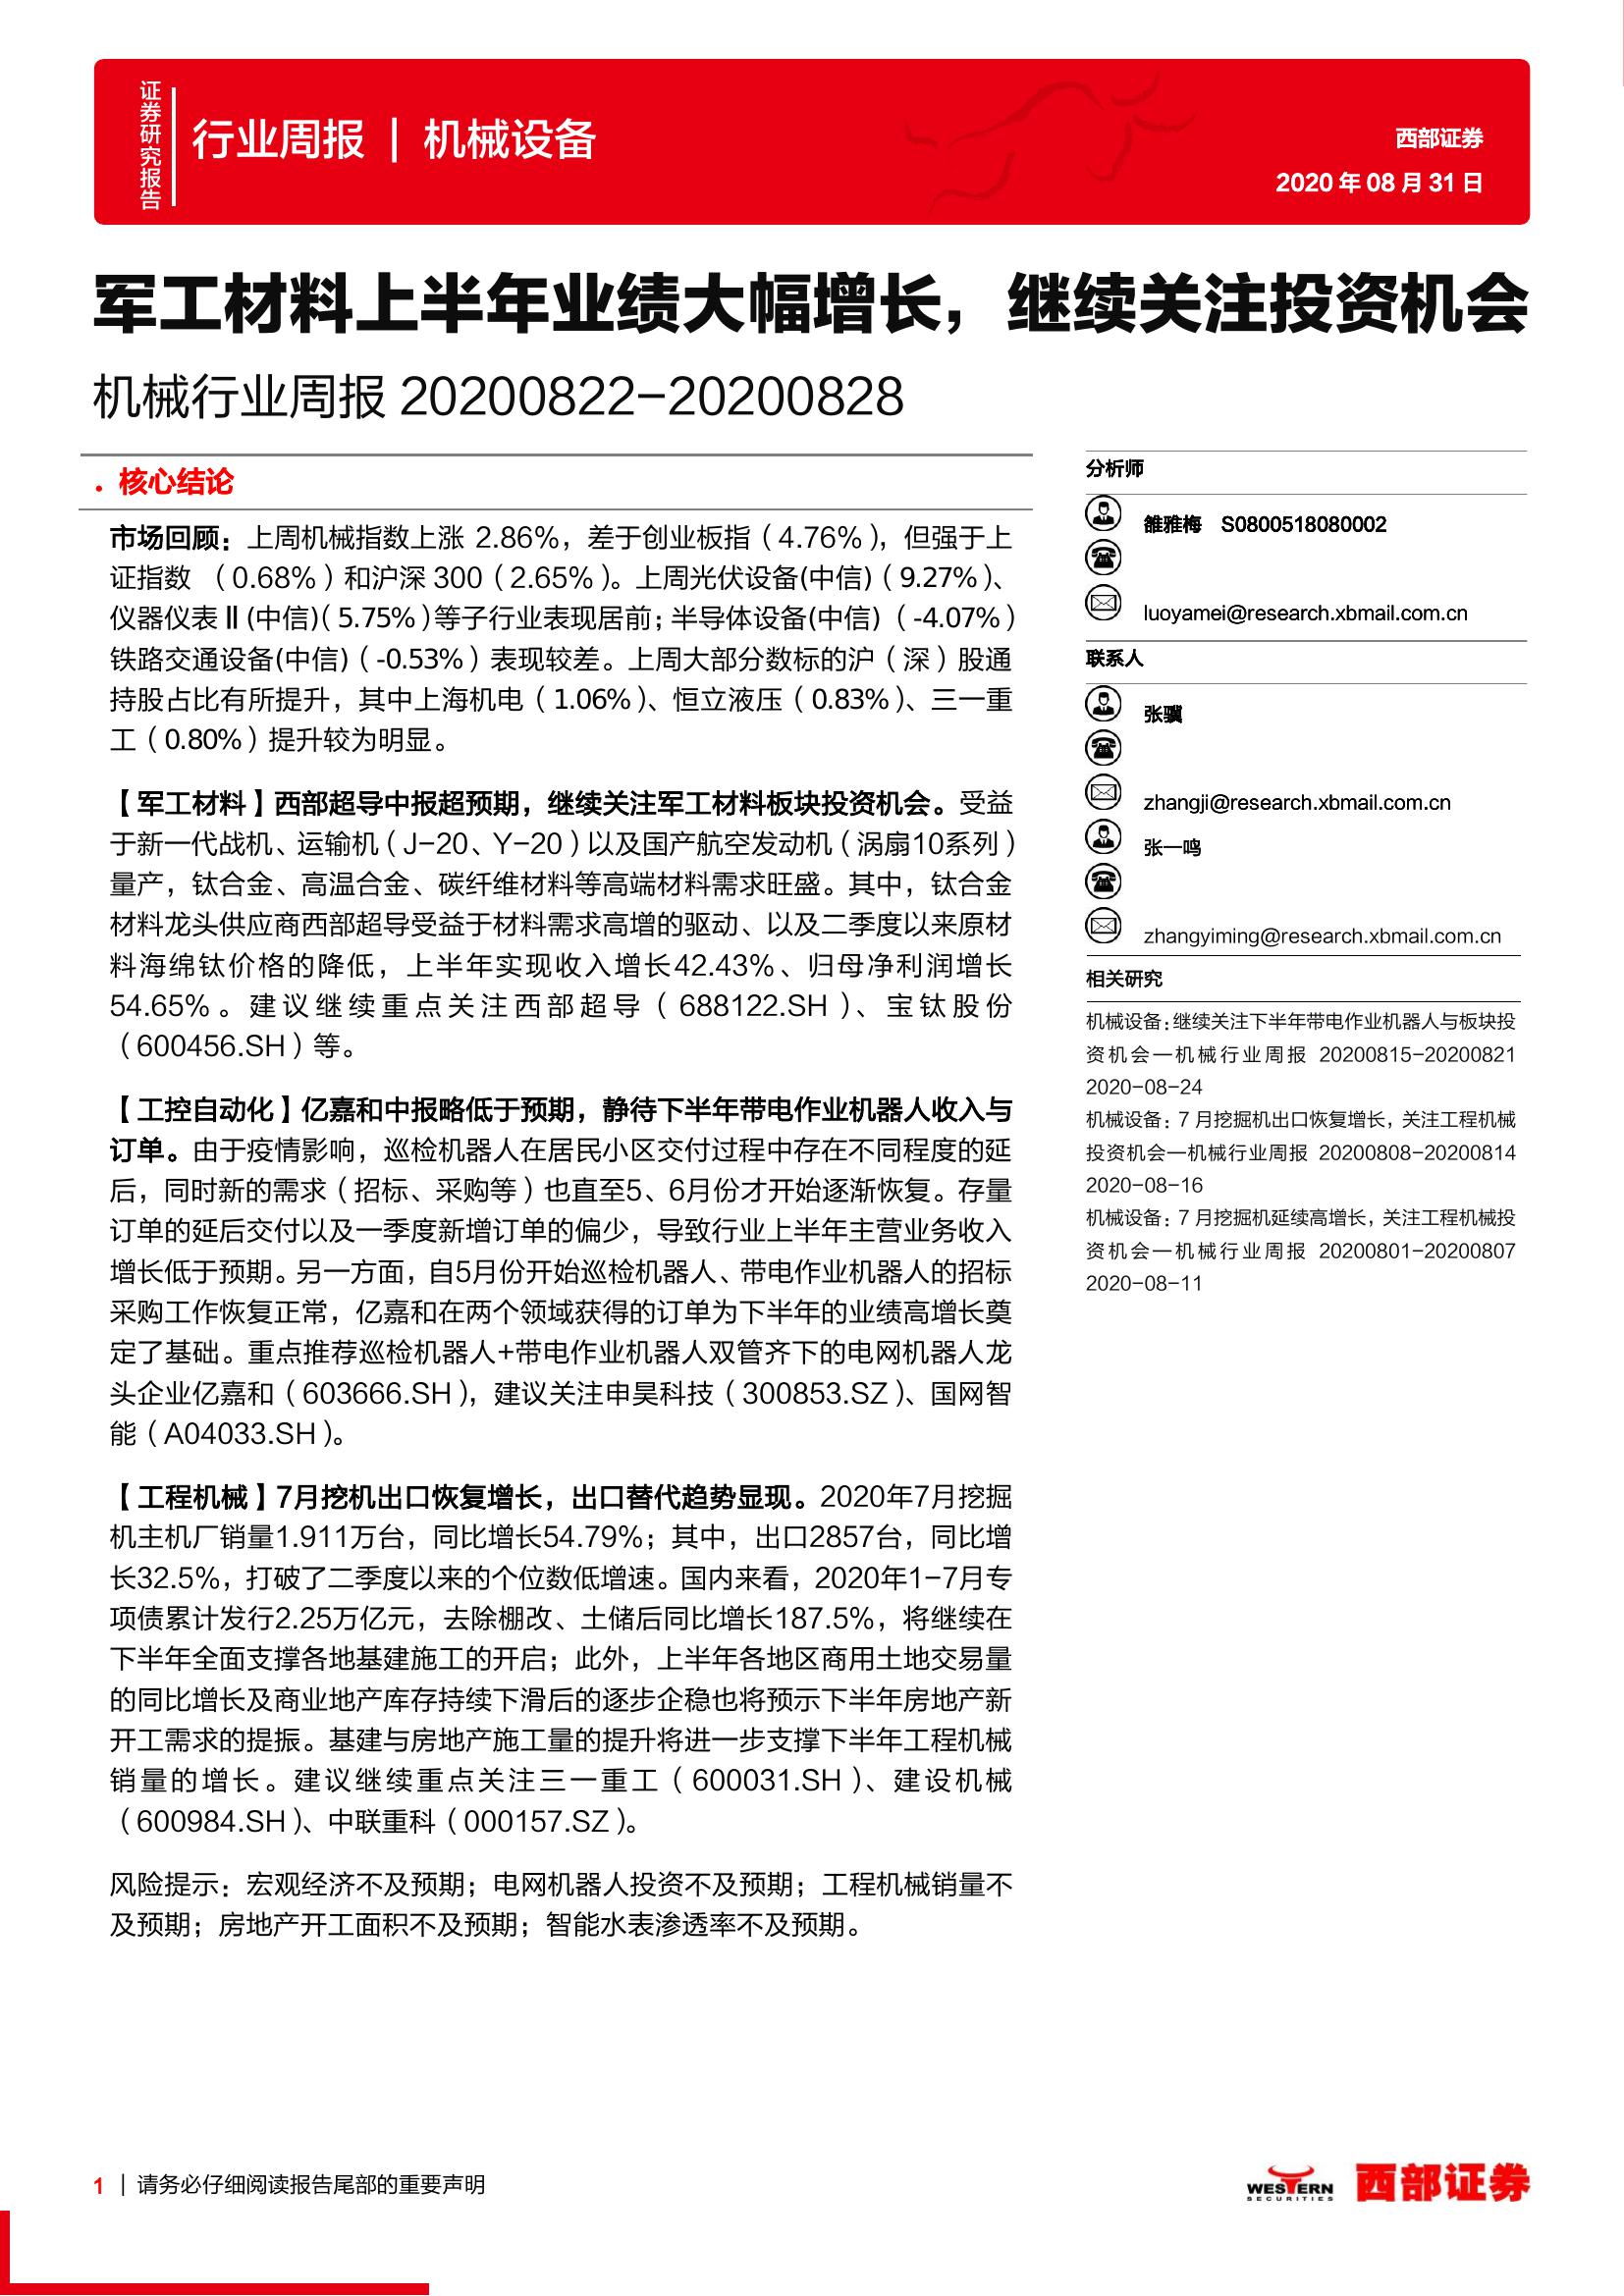 证券研究报告
行业周报 | 机械设备
西部证券
2020 年 08 月 31 日
军工材料上半年业绩大幅增长，继续关注投资机会
机械行业周报 20200822-20200828
核心结论
市场回顾：上周机械指数上涨 2.86%，差于创业板指（4.76%），但强于上
证指数 （0.68%）和沪深 300（2.65%）。上周光伏设备(中信)（9.27%）、
仪器仪表Ⅱ(中信)（5.75%）等子行业表现居前；半导体设备(中信)（-4.07%）
铁路交通设备(中信)（-0.53%）表现较差。上周大部分数标的沪（深）股通
持股占比有所提升，其中上海机电（1.06%）、恒立液压（0.83%）、三一重
工（0.80%）提升较为明显。
【军工材料】西部超导中报超预期，继续关注军工材料板块投资机会。受益
于新一代战机、运输机（J-20、Y-20）以及国产航空发动机（涡扇10系列）
量产，钛合金、高温合金、碳纤维材料等高端材料需求旺盛。其中，钛合金
材料龙头供应商西部超导受益于材料需求高增的驱动、以及二季度以来原材
料海绵钛价格的降低，上半年实现收入增长42.43%、归母净利润增长
54.65%。建议继续重点关注西部超导（688122.SH）、宝钛股份
（600456.SH）等。
【工控自动化】亿嘉和中报略低于预期，静待下半年带电作业机器人收入与
订单。由于疫情影响，巡检机器人在居民小区交付过程中存在不同程度的延
后，同时新的需求（招标、采购等）也直至5、6月份才开始逐渐恢复。存量
订单的延后交付以及一季度新增订单的偏少，导致行业上半年主营业务收入
增长低于预期。另一方面，自5月份开始巡检机器人、带电作业机器人的招标
采购工作恢复正常，亿嘉和在两个领域获得的订单为下半年的业绩高增长奠
定了基础。重点推荐巡检机器人+带电作业机器人双管齐下的电网机器人龙
头企业亿嘉和（603666.SH），建议关注申昊科技（300853.SZ）、国网智
能（A04033.SH）。
【工程机械】7月挖机出口恢复增长，出口替代趋势显现。2020年7月挖掘
机主机厂销量1.911万台，同比增长54.79%；其中，出口2857台，同比增
长32.5%，打破了二季度以来的个位数低增速。国内来看，2020年1-7月专
项债累计发行2.25万亿元，去除棚改、土储后同比增长187.5%，将继续在
下半年全面支撑各地基建施工的开启；此外，上半年各地区商用土地交易量
的同比增长及商业地产库存持续下滑后的逐步企稳也将预示下半年房地产新
开工需求的提振。基建与房地产施工量的提升将进一步支撑下半年工程机械
销量的增长。建议继续重点关注三一重工（600031.SH）、建设机械
（600984.SH）、中联重科（000157.SZ）。
风险提示：宏观经济不及预期；电网机器人投资不及预期；工程机械销量不
及预期；房地产开工面积不及预期；智能水表渗透率不及预期。
分析师
雒雅梅 S0800518080002
luoyamei@research.xbmail.com.cn
联系人
张骥
zhangji@research.xbmail.com.cn
张一鸣
zhangyiming@research.xbmail.com.cn
相关研究
机械设备:继续关注下半年带电作业机器人与板块投
资机会—机械行业周报 20200815-20200821
2020-08-24
机械设备：7 月挖掘机出口恢复增长，关注工程机械
投资机会—机械行业周报 20200808-20200814
2020-08-16
机械设备：7 月挖掘机延续高增长，关注工程机械投
资机会—机械行业周报 20200801-20200807
2020-08-11
1 | 请务必仔细阅读报告尾部的重要声明
WESTERN
SECURITIES
西部证券